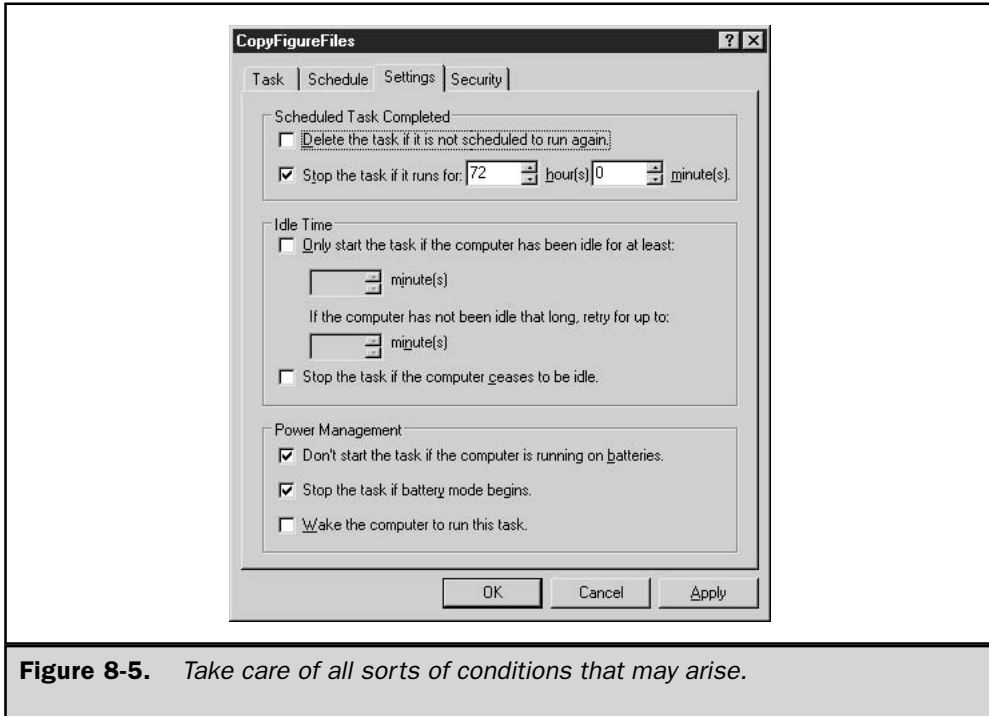 CopyFigureFiles
Task Schedule Settings Security
Scheduled Task Completed
Delete the task if it is not scheduled to run again.
Stop the task if it runs for: 72 hour(s) 0 minute(s).
Idle Time
Only start the task if the computer has been idle for at least:
minute(s)
If the computer has not been idle that long, retry for up to:
minute(s)
Stop the task if the computer ceases to be idle.
Power Management
Don't start the task if the computer is running on batteries.
Stop the task if battery mode begins.
Wake the computer to run this task.
OK Cancel Apply
Figure 8-5. Take care of all sorts of conditions that may arise.